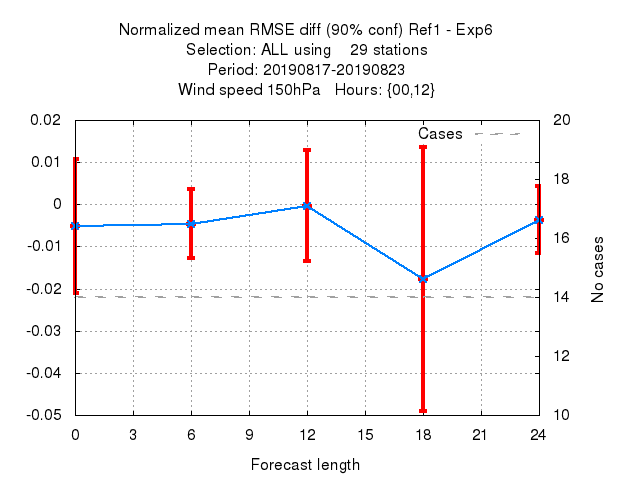 Normalized mean RMSE diff (90% conf) Ref1 - Exp6
Selection: ALL using    29 stations
Period: 20190817-20190823
Wind speed 150hPa   Hours: {00,12}
Cases
0.02
0.01
0
-0.01
-0.02
-0.03
-0.04
-0.05
20
18
16
14
12
10
No cases
0 3 6 9 12 15 18 21 24
Forecast length